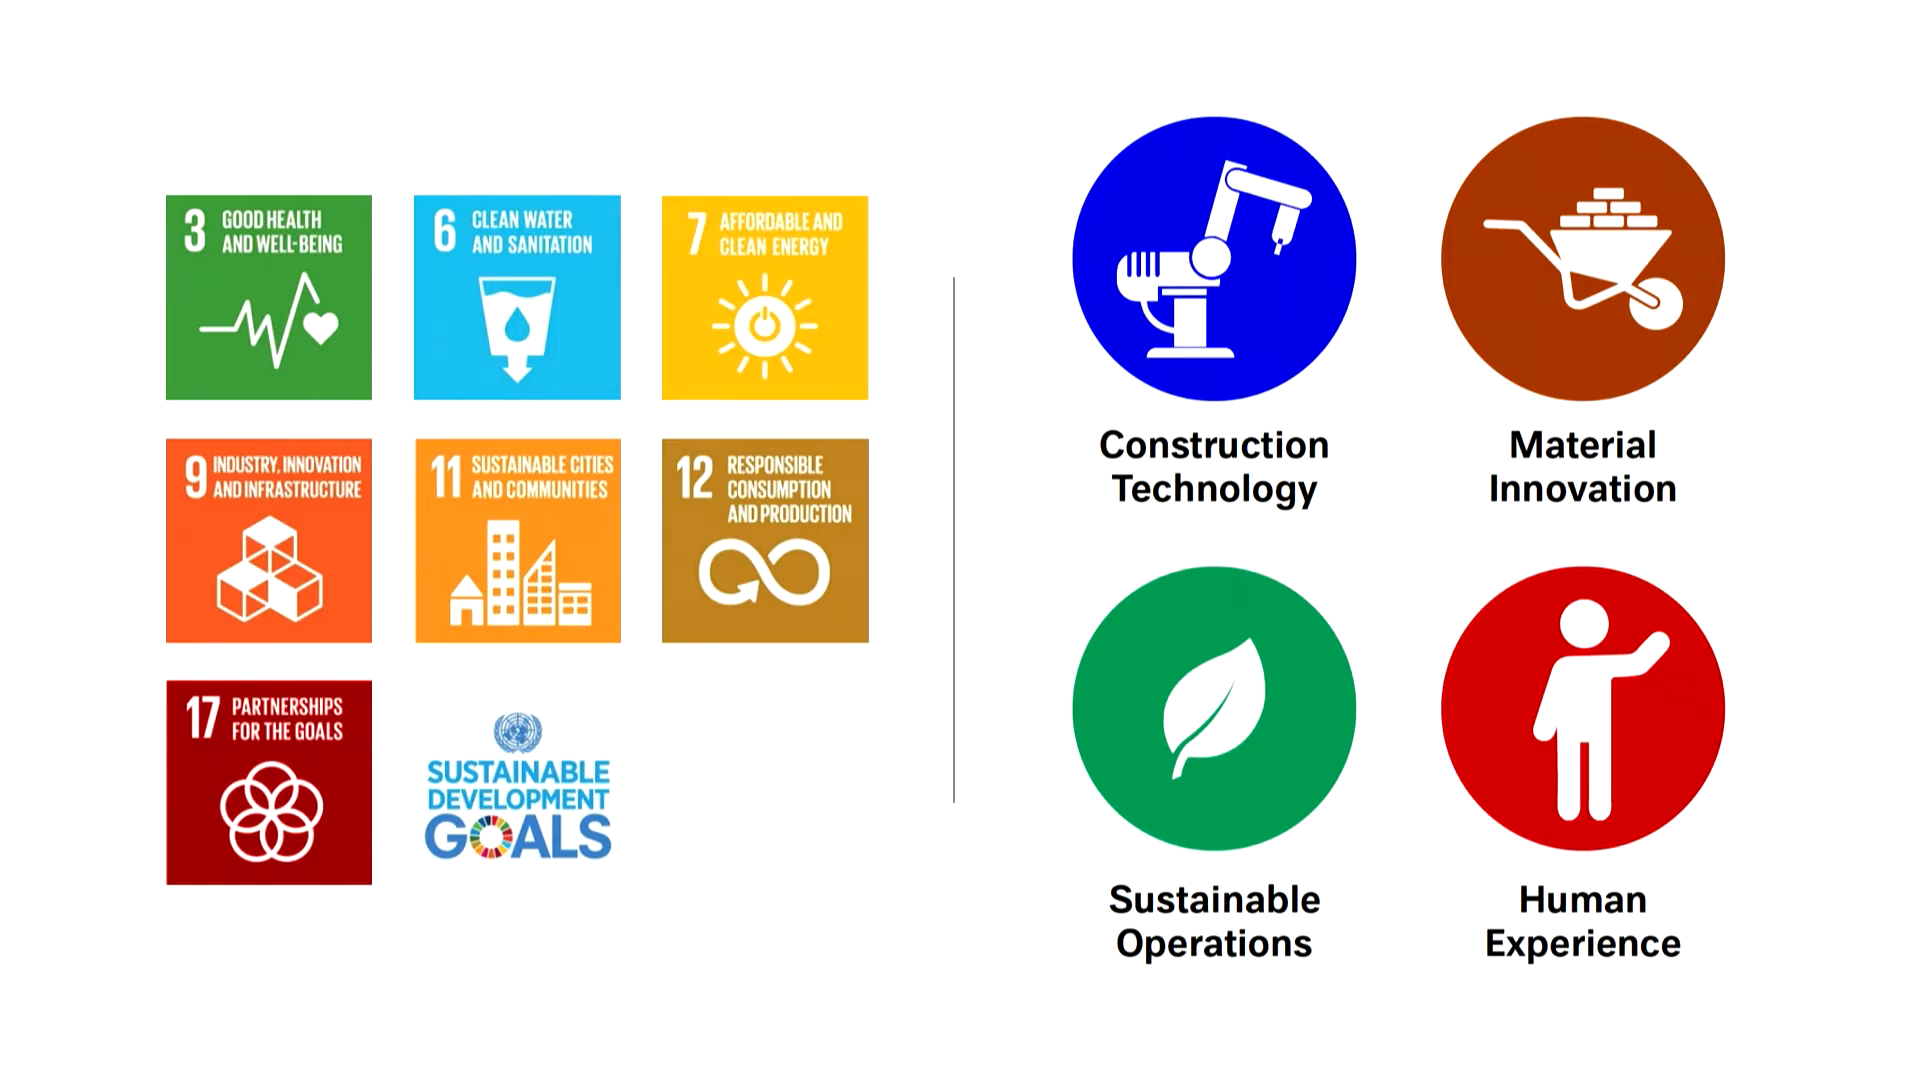 3 GOOD HEALTH
AND WELL-BEING
6 CLEAN WATER
AND SANITATION
7 AFFORDABLE AND
CLEAN ENERGY
9 INDUSTRY, INNOVATION
AND INFRASTRUCTURE
11 SUSTAINABLE CITIES
AND COMMUNITIES
12 RESPONSIBLE
CONSUMPTION
AND PRODUCTION
17 PARTNERSHIPS
FOR THE GOALS
SUSTAINABLE
DEVELOPMENT
GOALS
Construction
Technology
Material
Innovation
Sustainable
Operations
Human
Experience